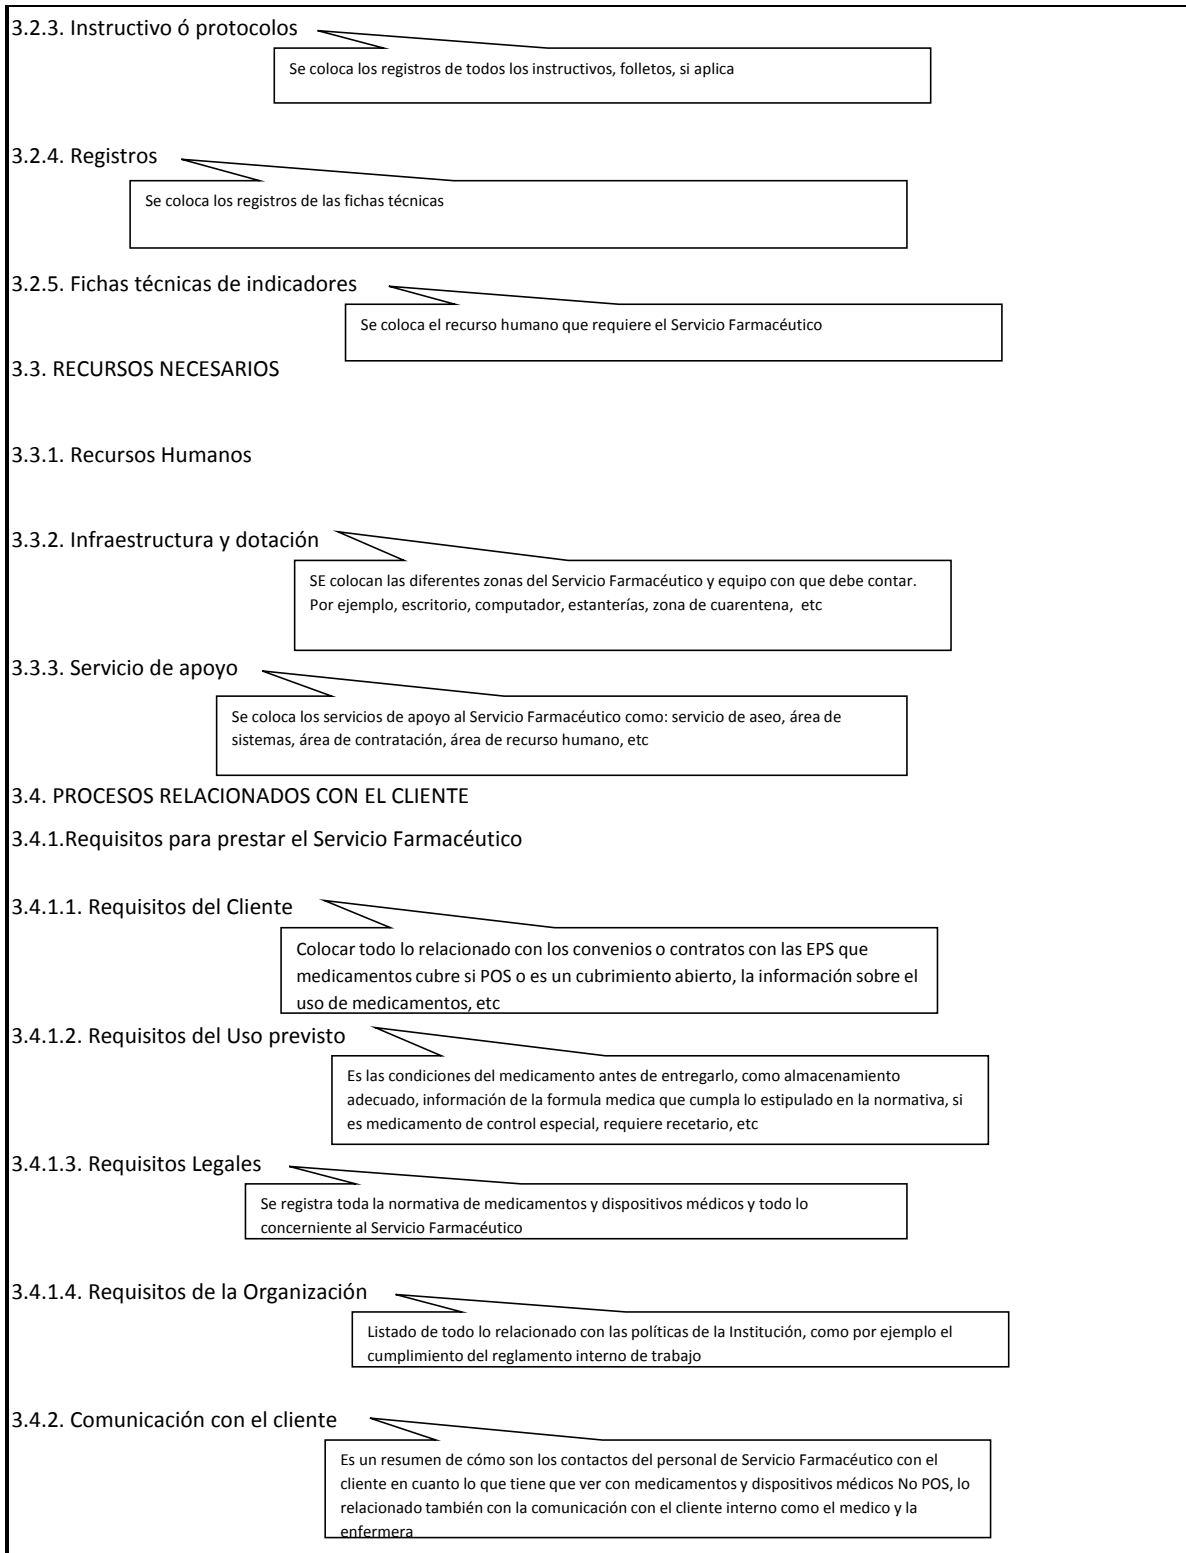 3.2.3. Instructivo ó protocolos
Se coloca los registros de todos los instructivos, folletos, si aplica
3.2.4. Registros
Se coloca los registros de las fichas técnicas
3.2.5. Fichas técnicas de indicadores
Se coloca el recurso humano que requiere el Servicio Farmacéutico
3.3. RECURSOS NECESARIOS
3.3.1. Recursos Humanos
3.3.2. Infraestructura y dotación
SE colocan las diferentes zonas del Servicio Farmacéutico y equipo con que debe contar.
Por ejemplo, escritorio, computador, estanterías, zona de cuarentena, etc
3.3.3. Servicio de apoyo
Se coloca los servicios de apoyo al Servicio Farmacéutico como: servicio de aseo, área de
sistemas, área de contratación, área de recurso humano, etc
3.4. PROCESOS RELACIONADOS CON EL CLIENTE
3.4.1.Requisitos para prestar el Servicio Farmacéutico
3.4.1.1. Requisitos del Cliente
Colocar todo lo relacionado con los convenios o contratos con las EPS que
medicamentos cubre si POS o es un cubrimiento abierto, la información sobre el
uso de medicamentos, etc
3.4.1.2. Requisitos del Uso previsto
Es las condiciones del medicamento antes de entregarlo, como almacenamiento
adecuado, información de la formula medica que cumpla lo estipulado en la normativa, si
es medicamento de control especial, requiere recetario, etc
3.4.1.3. Requisitos Legales
Se registra toda la normativa de medicamentos y dispositivos médicos y todo lo
concerniente al Servicio Farmacéutico
3.4.1.4. Requisitos de la Organización
Listado de todo lo relacionado con las políticas de la Institución, como por ejemplo el
cumplimiento del reglamento interno de trabajo
3.4.2. Comunicación con el cliente
Es un resumen de cómo son los contactos del personal de Servicio Farmacéutico con el
cliente en cuanto lo que tiene que ver con medicamentos y dispositivos médicos No POS, lo
relacionado también con la comunicación con el cliente interno como el medico y la
enfermera